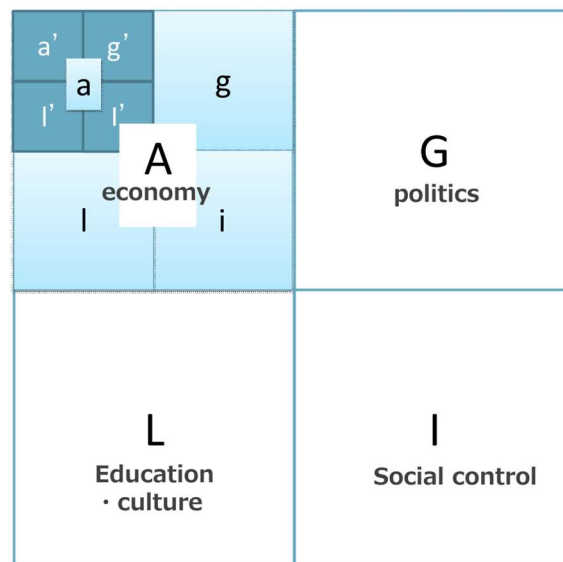 a’ g’
a
l’ l’
g
A
economy
l i
G
politics
L
Education
・culture
I
Social control